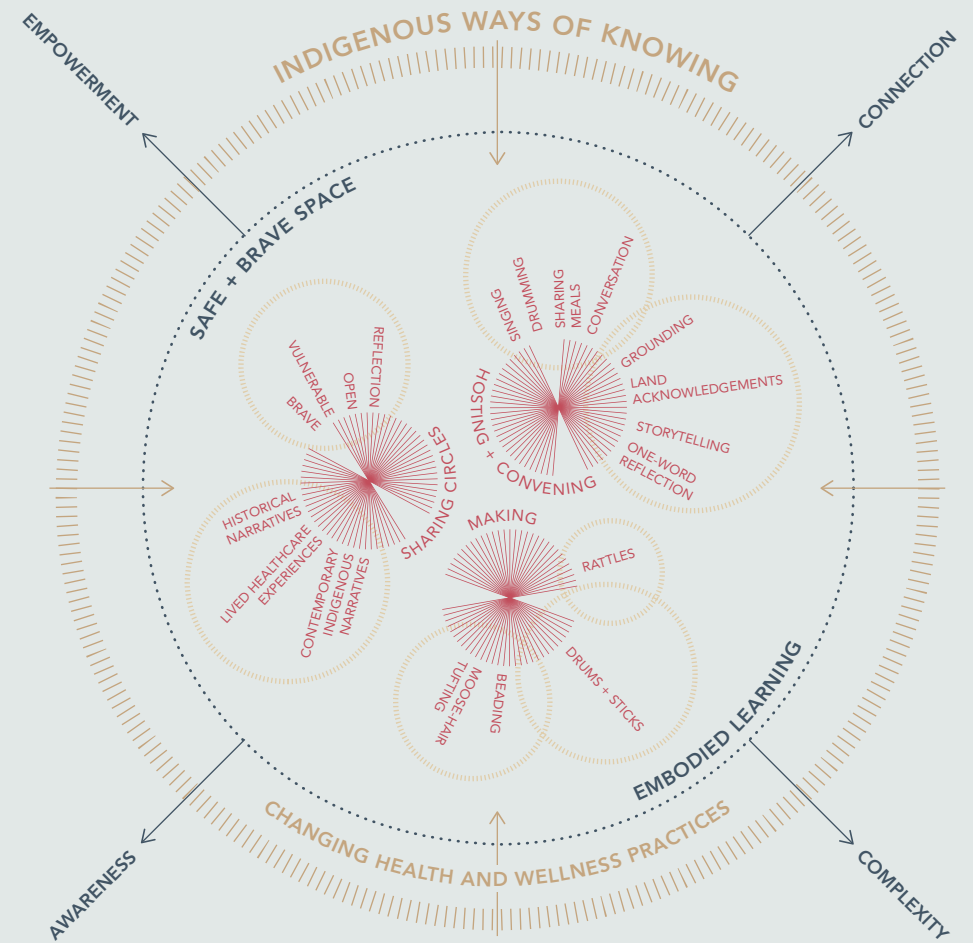 INDIGENOUS WAYS OF KNOWING
EMPOWERMENT
CONNECTION
SAFE + BRAVE SPACE
SINGING
DRUMMING
SHARING
MEALS
CONVERSATION
GROUNDING
LAND
ACKNOWLEDGEMENTS
STORYTELLING
ONE-WORD
REFLECTION
HOSTING + CONVENING
BRAVE
VULNERABLE
OPEN
REFLECTION
SHARING CIRCLES
HISTORICAL
NARRATIVES
LIVED HEALTHCARE
EXPERIENCES
CONTEMPORARY
INDIGENOUS
NARRATIVES
MAKING
RATTLES
DRUMS + STICKS
BEADING
MOOSE-HAIR
TUFTING
EMBODIED LEARNING
CHANGING HEALTH AND WELLNESS PRACTICES
AWARENESS
COMPLEXITY